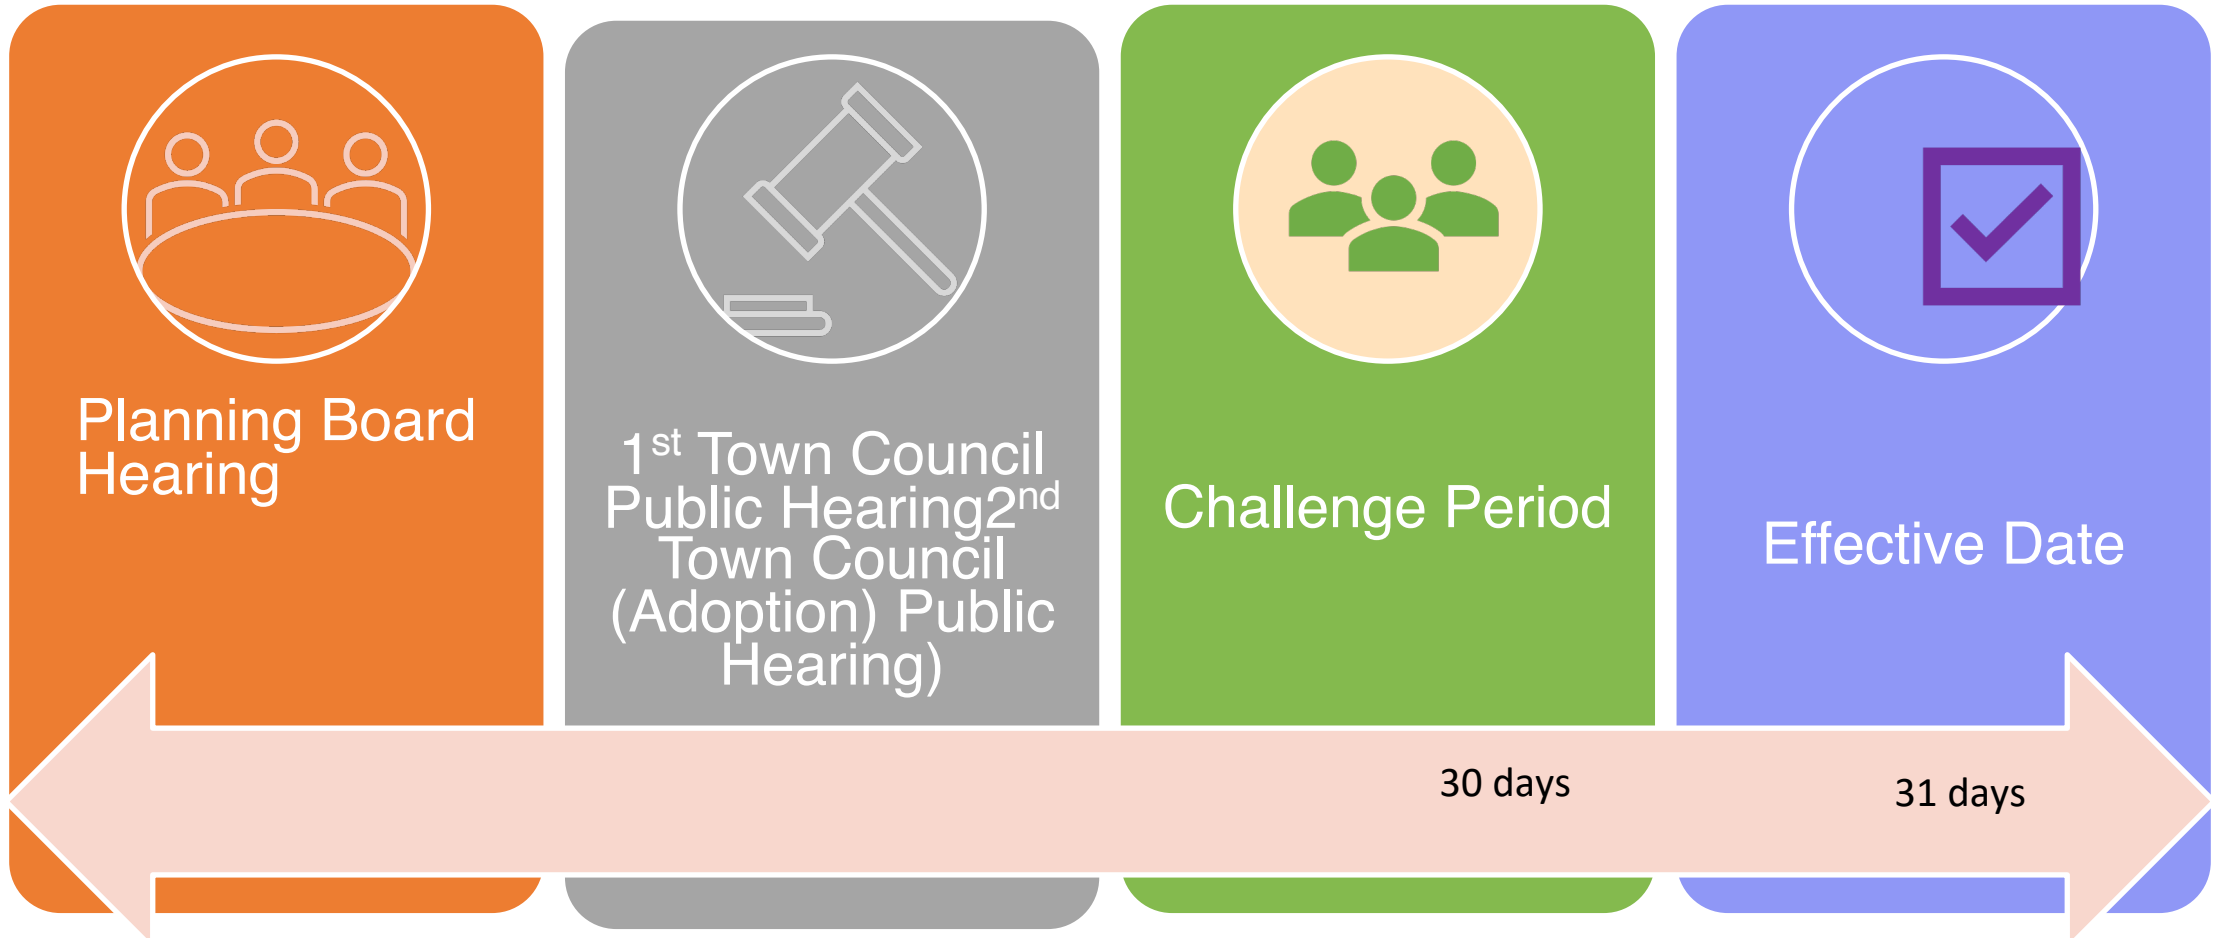 Planning Board
Hearing
1st Town Council
Public Hearing2nd
Town Council
(Adoption) Public
Hearing)
Challenge Period
Effective Date
30 days
31 days